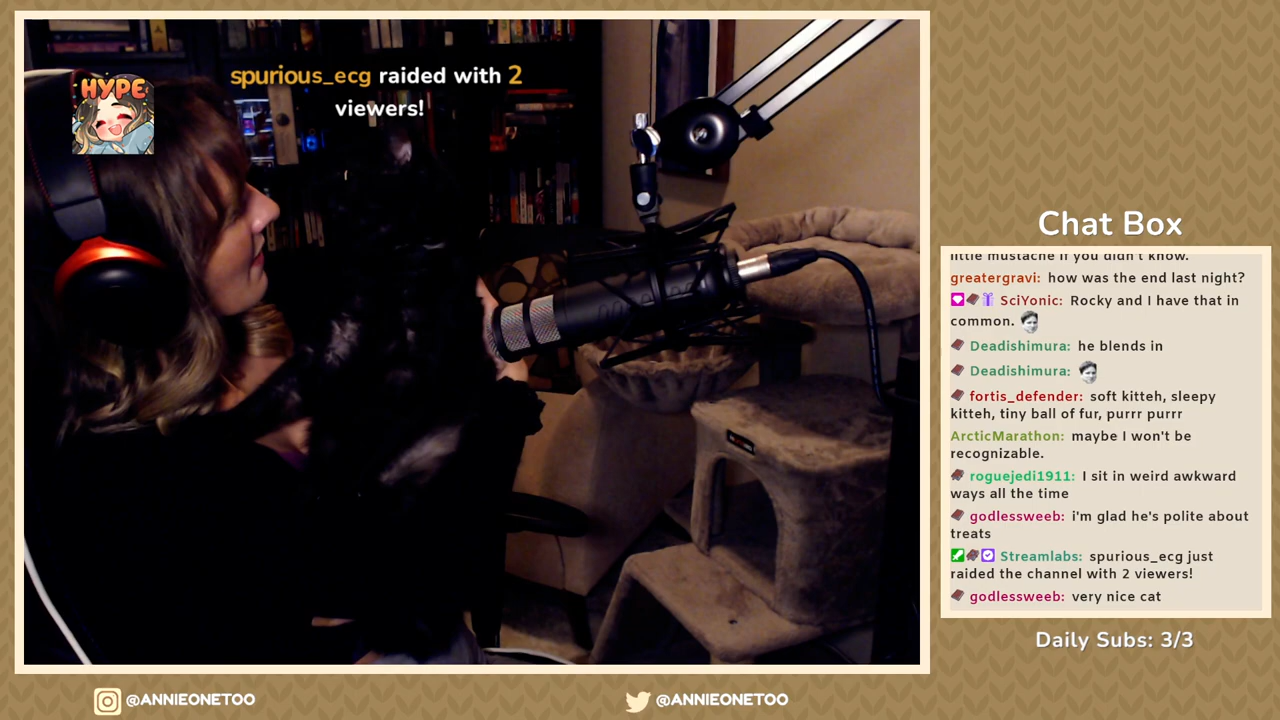 spurious_ecg raided with 2
viewers!
HYPE
Chat Box
little mustache if you didn't know.
greatergravi: how was the end last night?
SciYonic: Rocky and I have that in
common.
Deadishimura: he blends in
Deadishimura:
fortis_defender: soft kitteh, sleepy
kitteh, tiny ball of fur, purrr purrr
ArcticMarathon: maybe I won't be
recognizable.
roguejedi1911: I sit in weird awkward
ways all the time
godlessweeb: i'm glad he's polite about
treats
Streamlabs: spurious_ecg just
raided the channel with 2 viewers!
godlessweeb: very nice cat
Daily Subs: 3/3
@ANNIEONETOO
@ANNIEONETOO